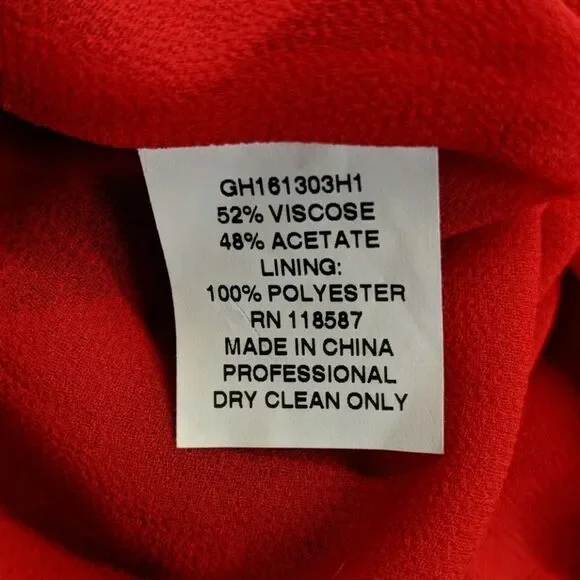 GH161303H1
52% VISCOSE
48% ACETATE
LINING:
100% POLYESTER
RN 118587
MADE IN CHINA
PROFESSIONAL
DRY CLEAN ONLY